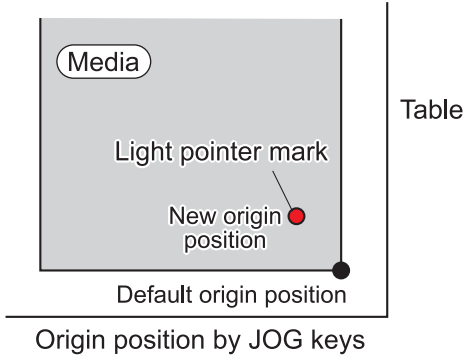 Media
Table
Light pointer mark
New origin
position
Default origin position
Origin position by JOG keys